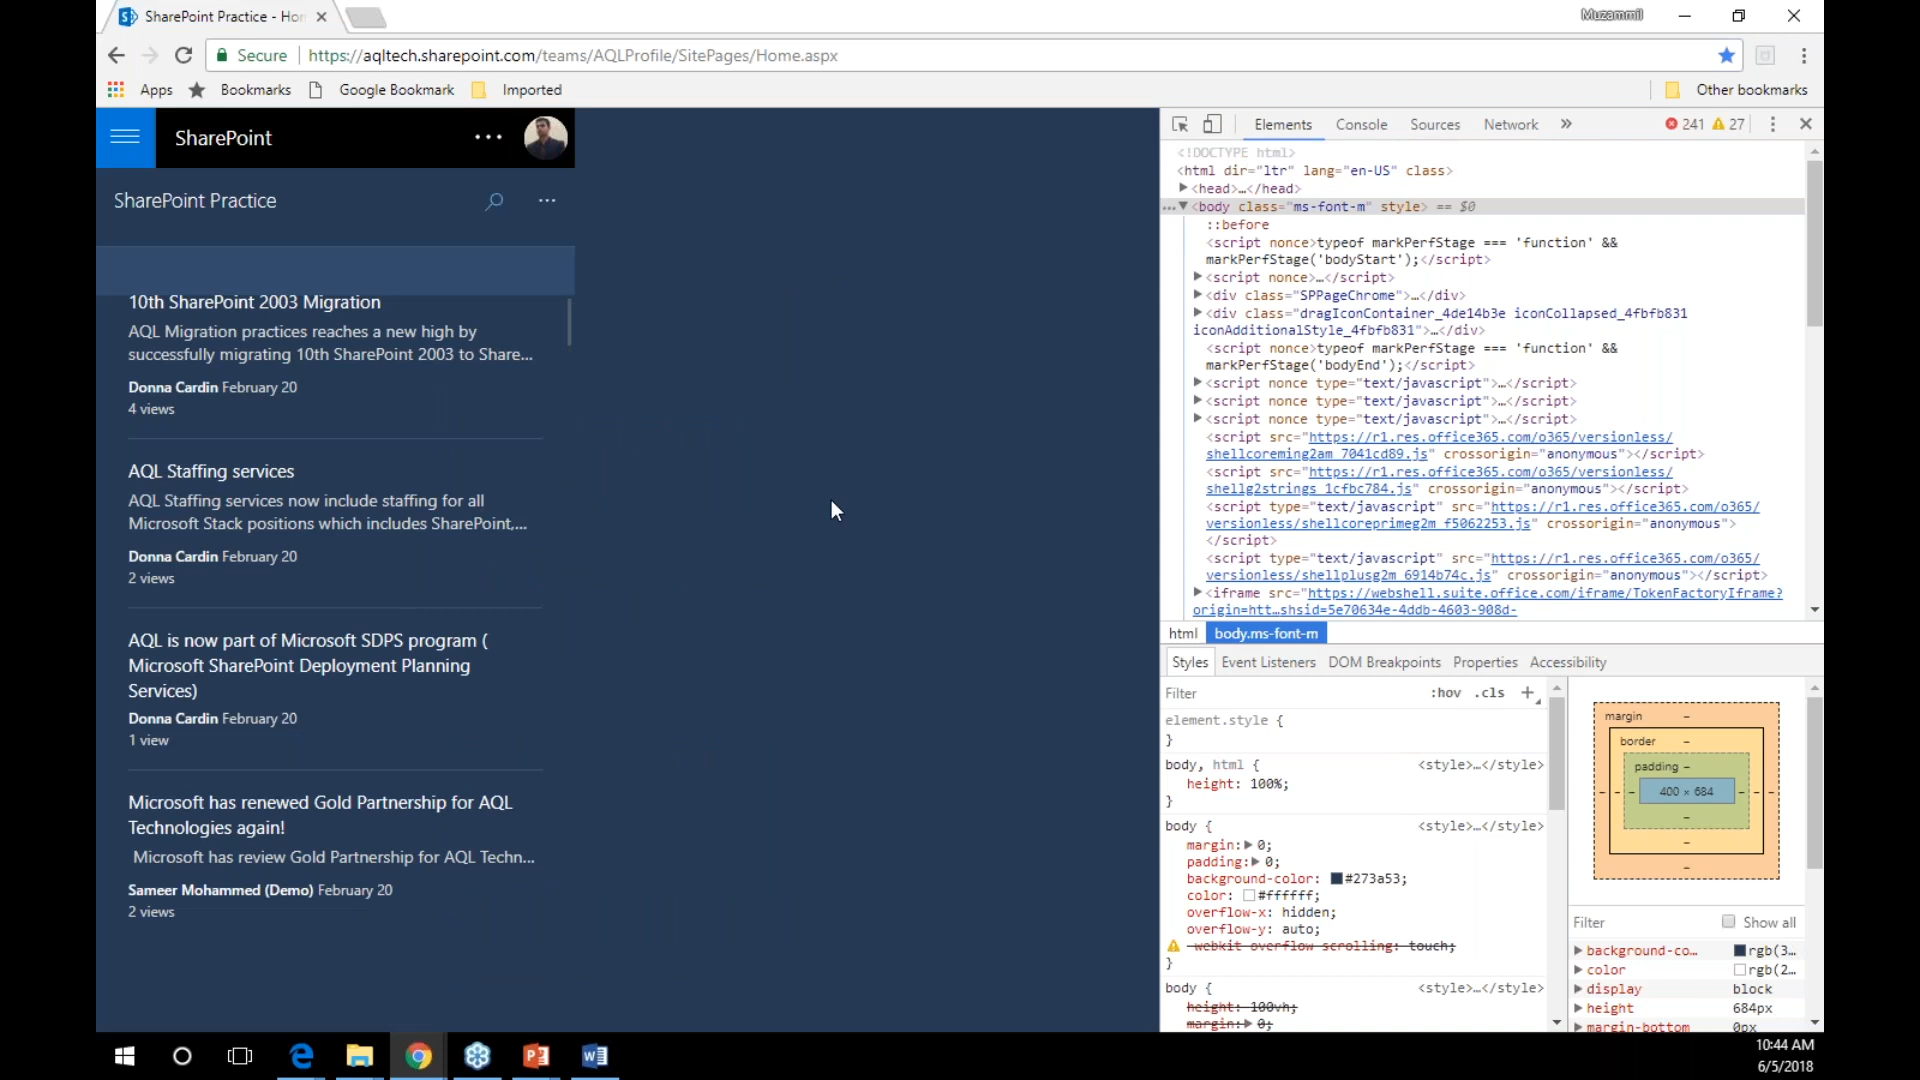 SharePoint Practice - Hom
Muzammil
Secure
https://aqltech.sharepoint.com/teams/AQLProfile/SitePages/Home.aspx
Apps
Bookmarks
Google Bookmark
Imported
Other bookmarks
SharePoint
SharePoint Practice
10th SharePoint 2003 Migration
AQL Migration practices reaches a new high by
successfully migrating 10th SharePoint 2003 to Share...
Donna Cardin February 20
4 views
AQL Staffing services
AQL Staffing services now include staffing for all
Microsoft Stack positions which includes SharePoint,...
Donna Cardin February 20
2 views
AQL is now part of Microsoft SDPS program (
Microsoft SharePoint Deployment Planning
Services)
Donna Cardin February 20
1 view
Microsoft has renewed Gold Partnership for AQL
Technologies again!
Microsoft has review Gold Partnership for AQL Techn...
Sameer Mohammed (Demo) February 20
2 views
Elements Console Sources Network » 241 27
<!DOCTYPE html>
<html dir="ltr" lang="en-US" class>
<head>…</head>
…<body class="ms-font-m" style> == $0
::before
<script nonce>typeof markPerfStage === 'function' &&
markPerfStage('bodyStart');</script>
<script nonce>…</script>
<div class="SPPageChrome">…</div>
<div class="dragIconContainer_4de14b3e iconCollapsed_4fbfb831
iconAdditionalStyle_4fbfb831">…</div>
<script nonce>typeof markPerfStage === 'function' &&
markPerfStage('bodyEnd');</script>
<script nonce type="text/javascript">…</script>
<script nonce type="text/javascript">…</script>
<script nonce type="text/javascript">…</script>
<script src="https://r1.res.office365.com/o365/versionless/
shellcoreming2am_7041cd89.js" crossorigin="anonymous"></script>
<script src="https://r1.res.office365.com/o365/versionless/
shellg2strings_1cfbc784.js" crossorigin="anonymous"></script>
<script type="text/javascript" src="https://r1.res.office365.com/o365/
versionless/shellcoreprimeg2m_f5062253.js" crossorigin="anonymous">
</script>
<script type="text/javascript" src="https://r1.res.office365.com/o365/
versionless/shellplusg2m_6914b74c.js" crossorigin="anonymous"></script>
<iframe src="https://webshell.suite.office.com/iframe/TokenFactoryIframe?
origin=htt…shsid=5e70634e-4ddb-4603-908d-
html body.ms-font-m
Styles Event Listeners DOM Breakpoints Properties Accessibility
Filter :hov .cls +
element.style {
}
body, html { <style>…</style>
height: 100%;
}
body { <style>…</style>
margin: 0;
padding: 0;
background-color: #273a53;
color: #ffffff;
overflow-x: hidden;
overflow-y: auto;
-webkit-overflow-scrolling: touch;
}
body { <style>…</style>
height: 100vh;
margin: 0;
margin –
border –
padding –
400 × 684
Filter Show all
background-co… rgb(3…
color rgb(2…
display block
height 684px
margin-bottom 0px
10:44 AM
6/5/2018